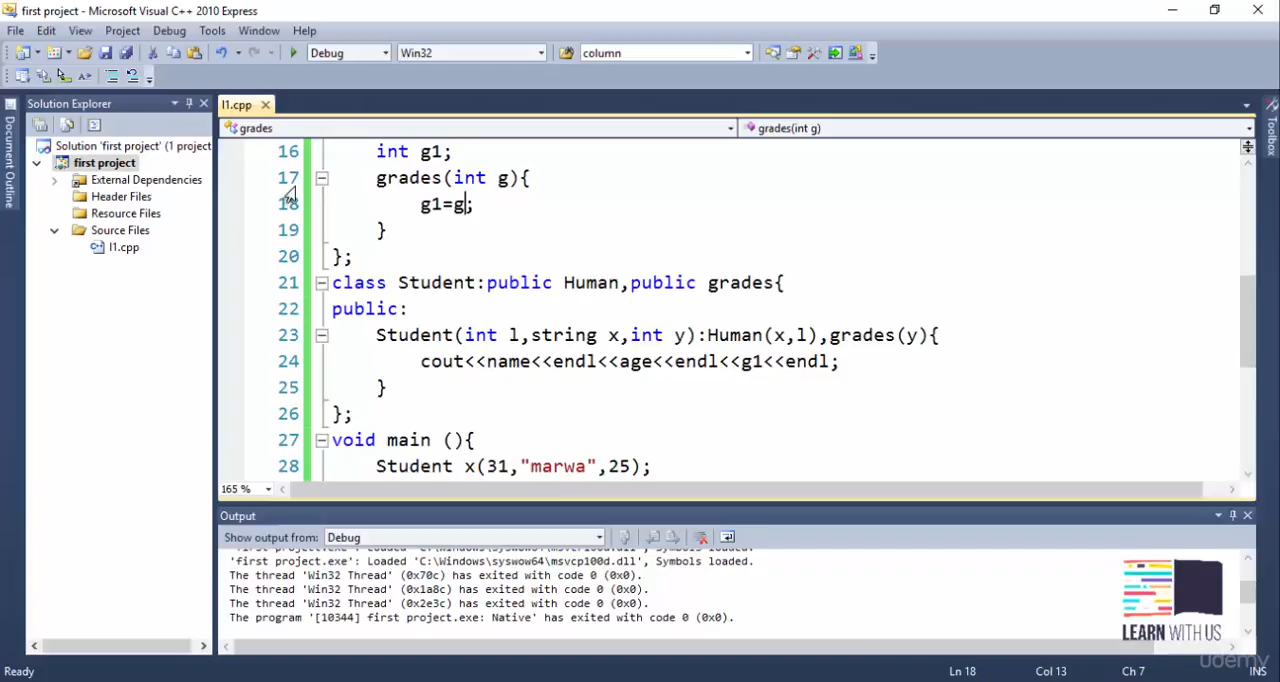 first project - Microsoft Visual C++ 2010 Express
File Edit View Project Debug Tools Window Help
Debug Win32 column
Solution Explorer
l1.cpp
grades grades(int g)
Document Outline
Toolbox
Solution 'first project' (1 project
first project
External Dependencies
Header Files
Resource Files
Source Files
l1.cpp
16 int g1;
17 grades(int g){
18 g1=g;
19 }
20 };
21 class Student:public Human,public grades{
22 public:
23 Student(int l,string x,int y):Human(x,l),grades(y){
24 cout<<name<<endl<<age<<endl<<g1<<endl;
25 }
26 };
27 void main (){
28 Student x(31,"marwa",25);
165 %
Output
Show output from: Debug
'first project.exe': Loaded 'C:\Windows\SysWOW64\msvcr100d.dll', Symbols loaded.
The thread 'Win32 Thread' (0x70c) has exited with code 0 (0x0).
The thread 'Win32 Thread' (0x1a8c) has exited with code 0 (0x0).
The thread 'Win32 Thread' (0x2e3c) has exited with code 0 (0x0).
The program '[10344] first project.exe: Native' has exited with code 0 (0x0).
LEARN WITH US
udemy
Ready Ln 18 Col 13 Ch 7 INS